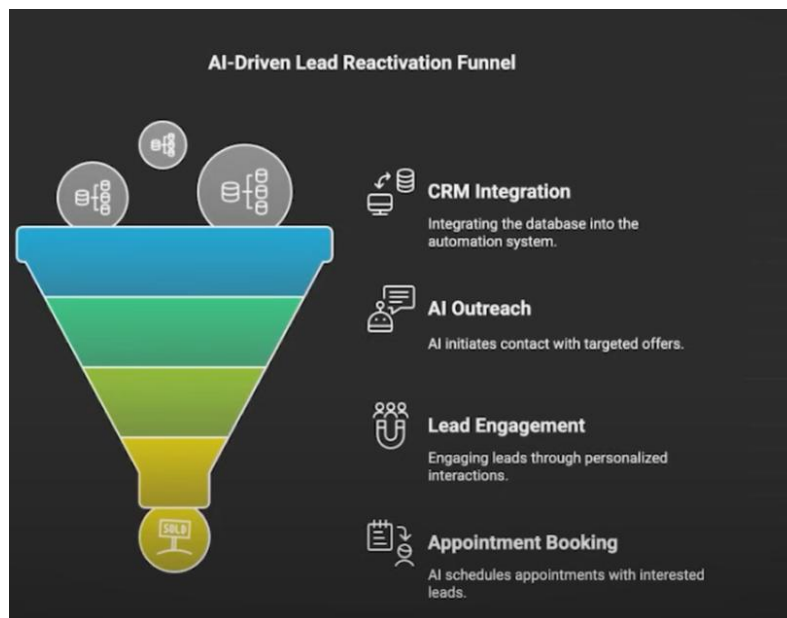 AI-Driven Lead Reactivation Funnel
CRM Integration
Integrating the database into the
automation system.
AI Outreach
AI initiates contact with targeted offers.
Lead Engagement
Engaging leads through personalized
interactions.
SOLD
Appointment Booking
AI schedules appointments with interested
leads.